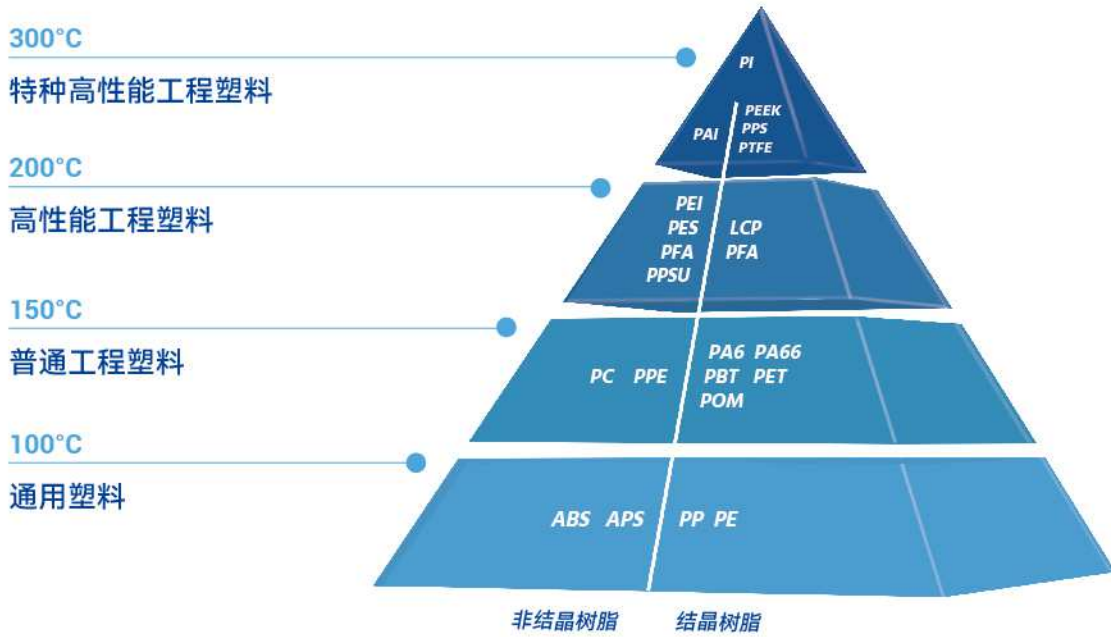 300°C
特种高性能工程塑料
200°C
高性能工程塑料
150°C
普通工程塑料
100°C
通用塑料
PI
PAI
PEEK
PPS
PTFE
PEI
PES
PFA
PPSU
LCP
PFA
PC PPE
PA6 PA66
PBT PET
POM
ABS APS
PP PE
非结晶树脂
结晶树脂